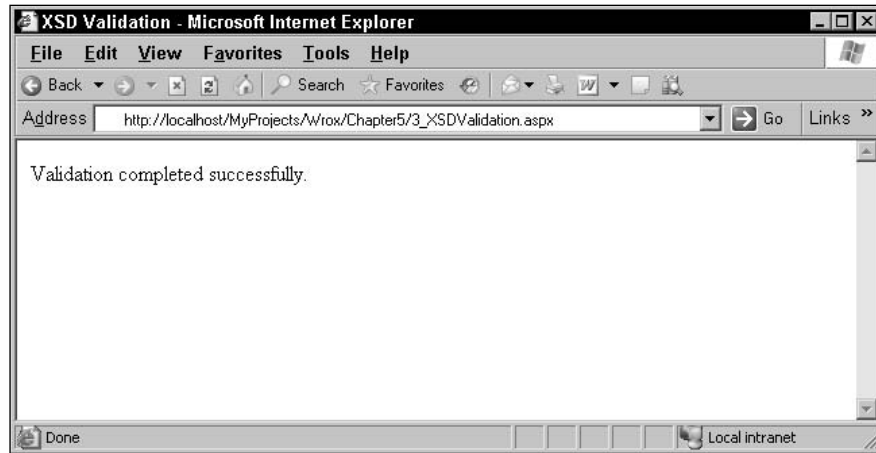 XSD Validation - Microsoft Internet Explorer
File Edit View Favorites Tools Help
Back Search Favorites W
Address http://localhost/MyProjects/Wrox/Chapter5/3_XSDValidation.aspx Go Links »
Validation completed successfully.
Done Local intranet